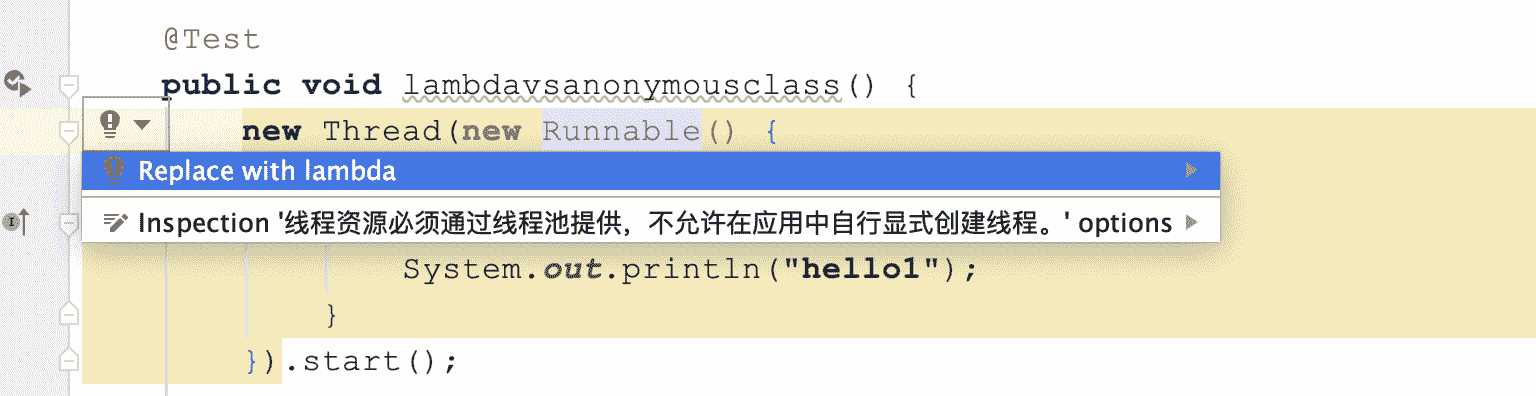 @Test
public void lambdavsanonymousclass() {
new Thread(new Runnable() {
Replace with lambda
Inspection '线程资源必须通过线程池提供，不允许在应用中自行显式创建线程。' options
System.out.println("hello1");
}
}).start();